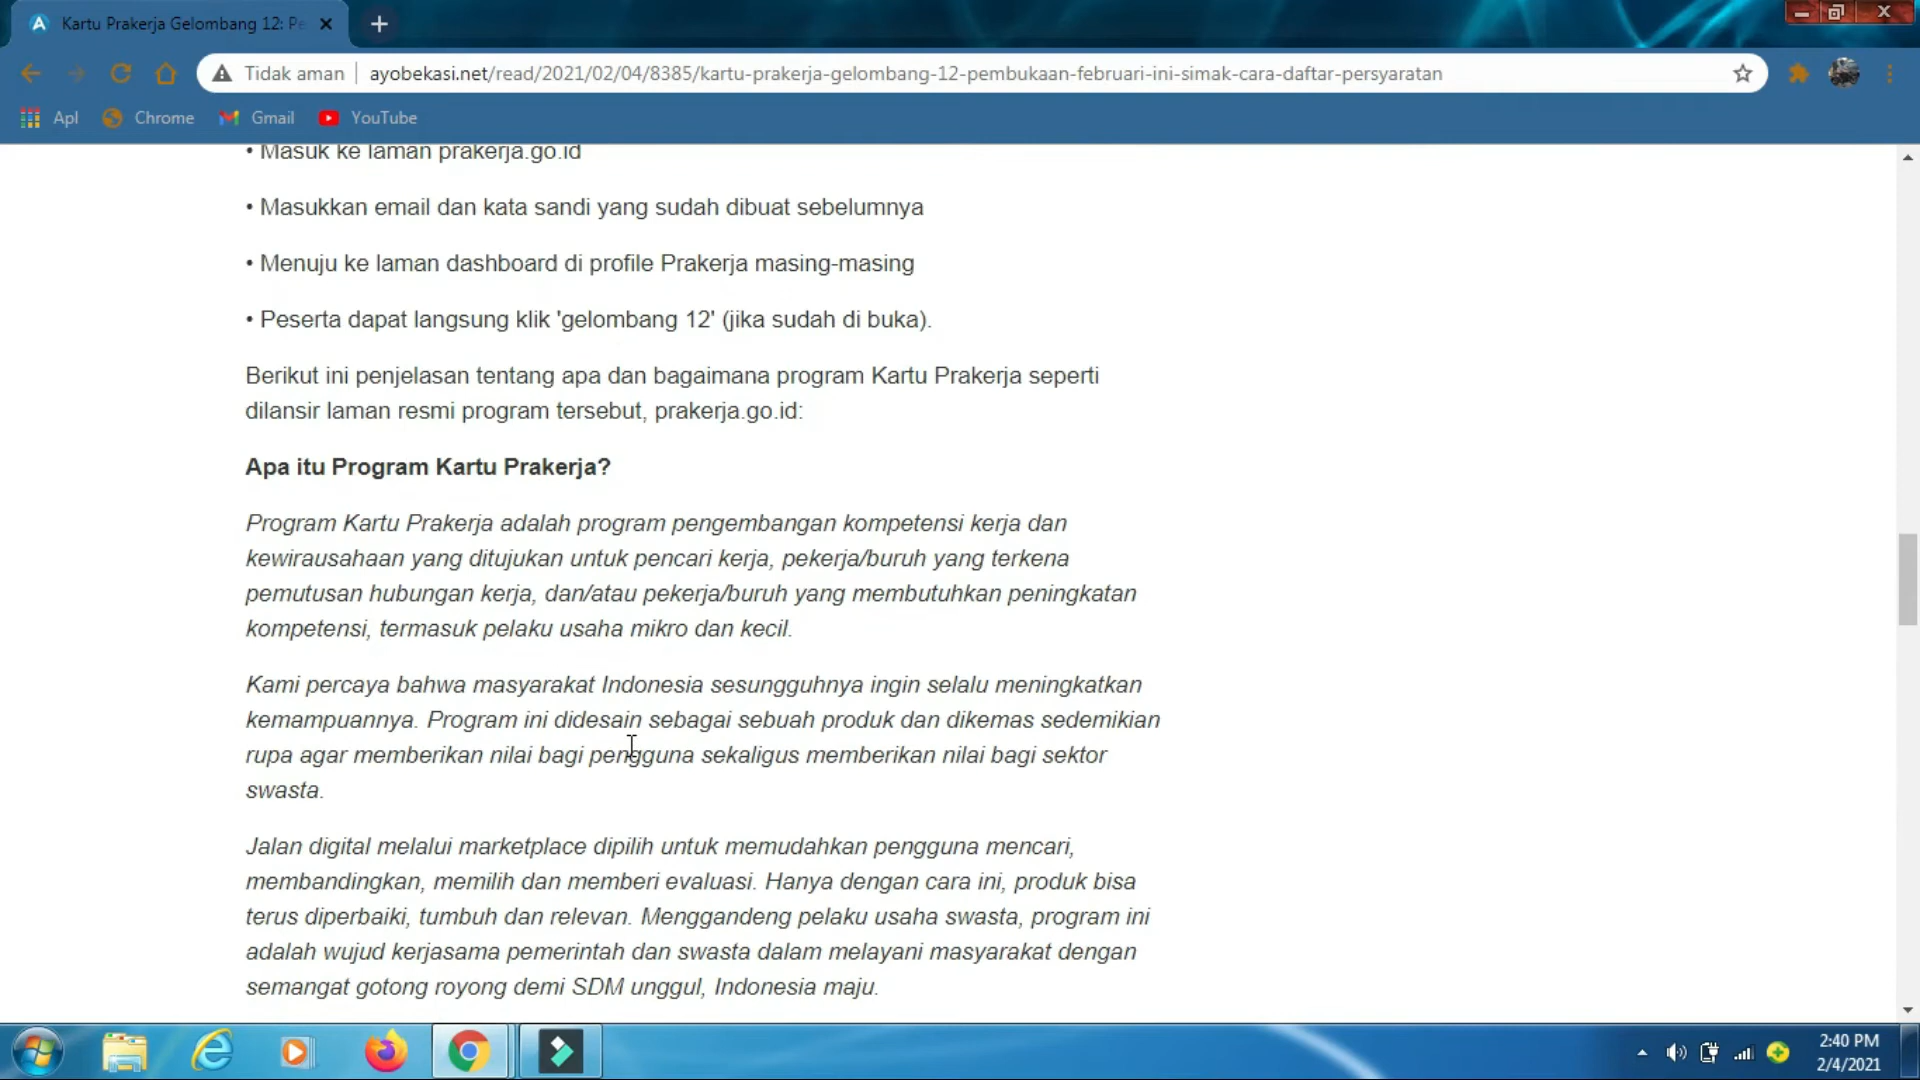 Kartu Prakerja Gelombang 12: Pe
Tidak aman
ayobekasi.net/read/2021/02/04/8385/kartu-prakerja-gelombang-12-pembukaan-februari-ini-simak-cara-daftar-persyaratan
Apl Chrome Gmail YouTube
• Masuk ke laman prakerja.go.id
• Masukkan email dan kata sandi yang sudah dibuat sebelumnya
• Menuju ke laman dashboard di profile Prakerja masing-masing
• Peserta dapat langsung klik 'gelombang 12' (jika sudah di buka).
Berikut ini penjelasan tentang apa dan bagaimana program Kartu Prakerja seperti
dilansir laman resmi program tersebut, prakerja.go.id:
Apa itu Program Kartu Prakerja?
Program Kartu Prakerja adalah program pengembangan kompetensi kerja dan
kewirausahaan yang ditujukan untuk pencari kerja, pekerja/buruh yang terkena
pemutusan hubungan kerja, dan/atau pekerja/buruh yang membutuhkan peningkatan
kompetensi, termasuk pelaku usaha mikro dan kecil.
Kami percaya bahwa masyarakat Indonesia sesungguhnya ingin selalu meningkatkan
kemampuannya. Program ini didesain sebagai sebuah produk dan dikemas sedemikian
rupa agar memberikan nilai bagi pengguna sekaligus memberikan nilai bagi sektor
swasta.
Jalan digital melalui marketplace dipilih untuk memudahkan pengguna mencari,
membandingkan, memilih dan memberi evaluasi. Hanya dengan cara ini, produk bisa
terus diperbaiki, tumbuh dan relevan. Menggandeng pelaku usaha swasta, program ini
adalah wujud kerjasama pemerintah dan swasta dalam melayani masyarakat dengan
semangat gotong royong demi SDM unggul, Indonesia maju.
2:40 PM
2/4/2021